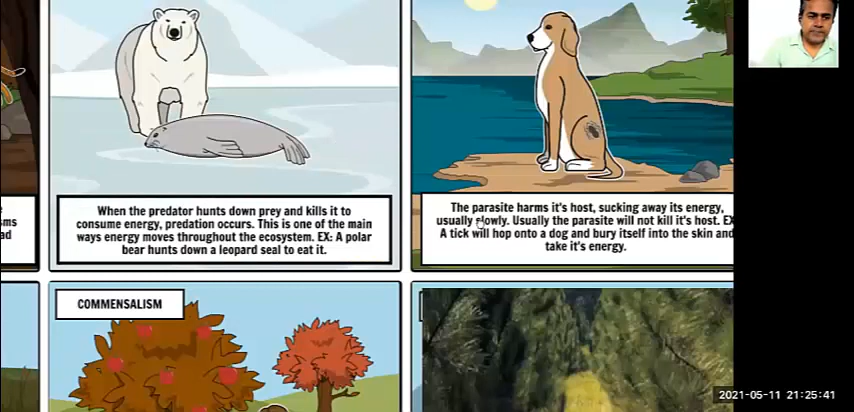 ms
ad
When the predator hunts down prey and kills it to
consume energy, predation occurs. This is one of the main
ways energy moves throughout the ecosystem. EX: A polar
bear hunts down a leopard seal to eat it.
The parasite harms it's host, sucking away its energy,
usually slowly. Usually the parasite will not kill it's host. EX
A tick will hop onto a dog and bury itself into the skin and
take it's energy.
COMMENSALISM
2021-05-11 21:25:41